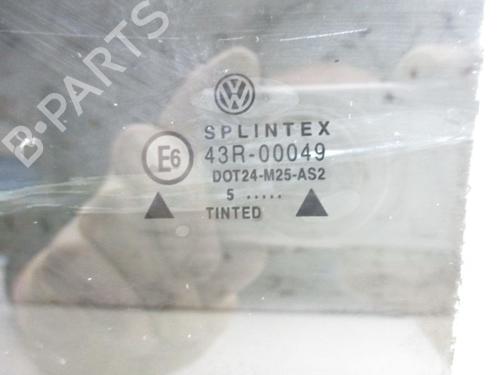 B-PARTS
VW
SPLINTEX
E6 43R-00049
DOT24-M25-AS2
5 .....
TINTED